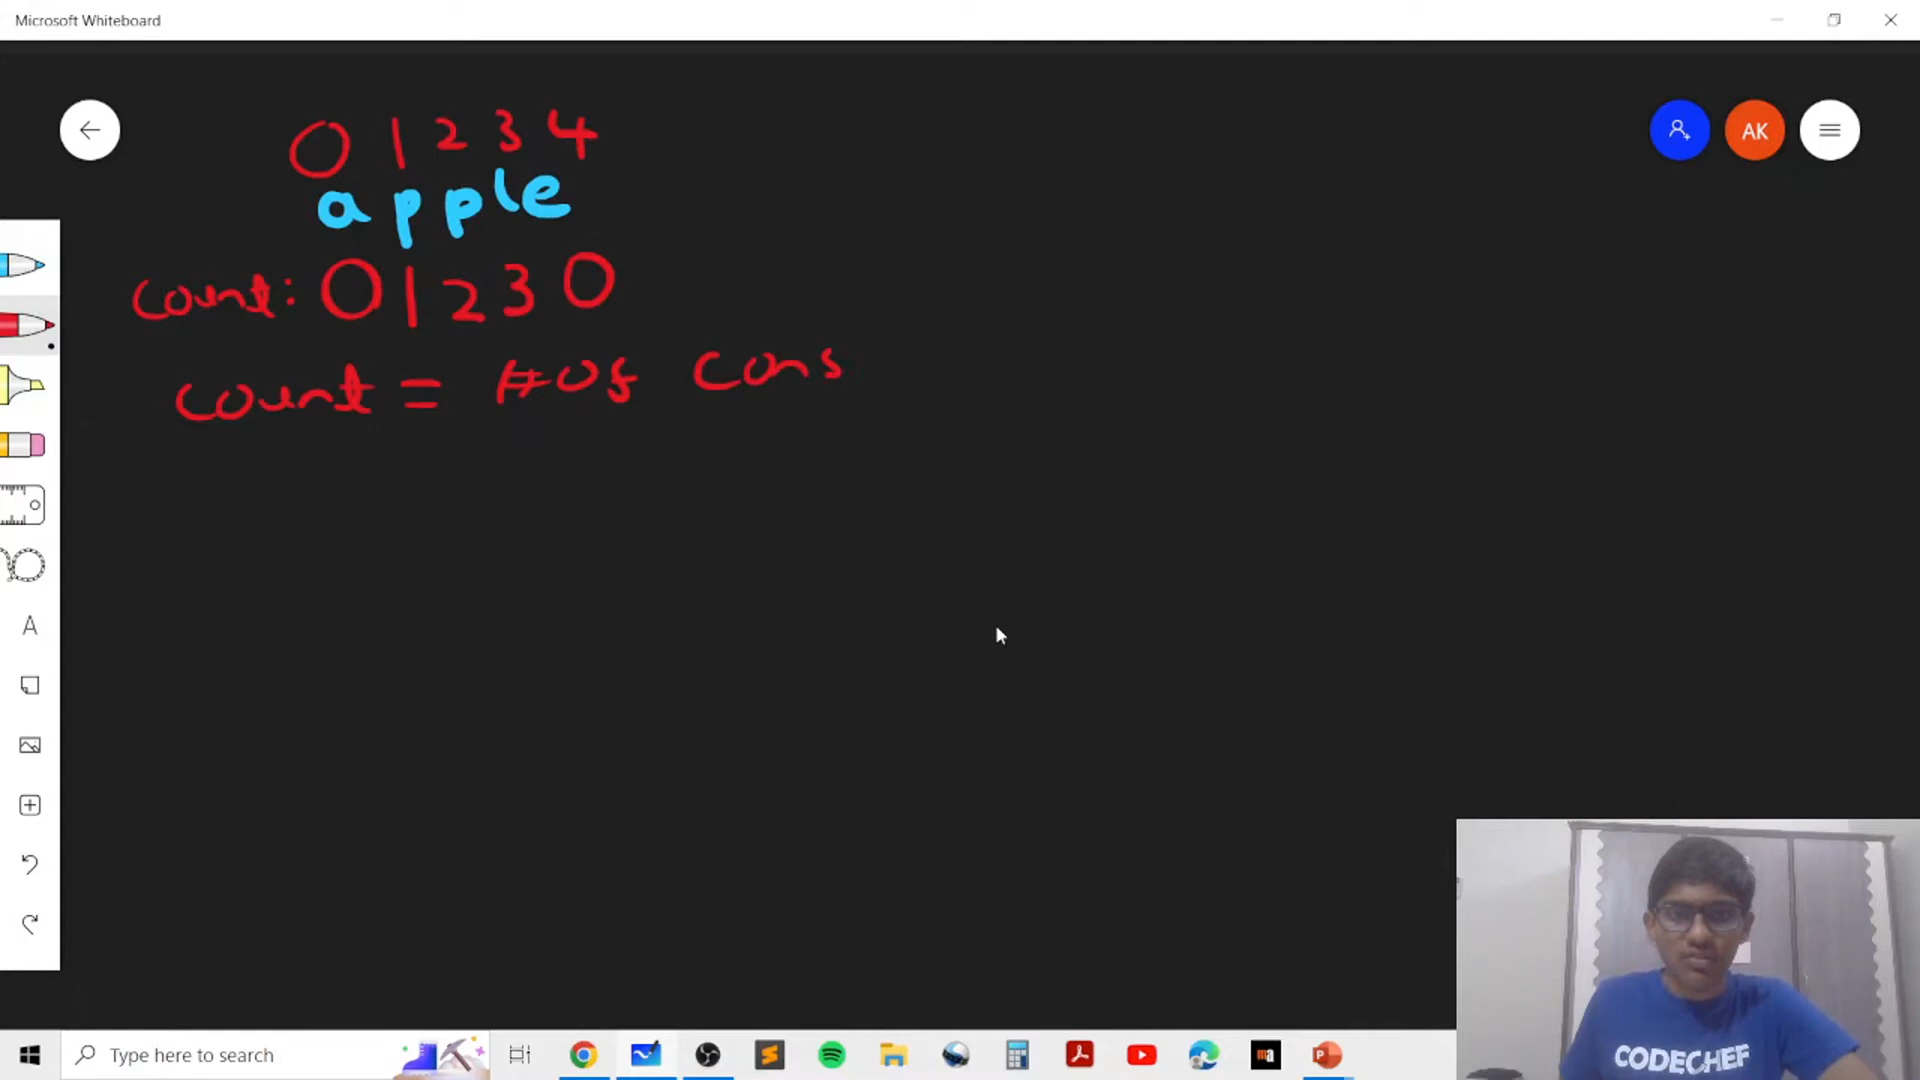 Microsoft Whiteboard
0 1 2 3 4
apple
AK
count: 0 1 2 3 0
count = # of cons
A
Type here to search
ma
CODECHEF